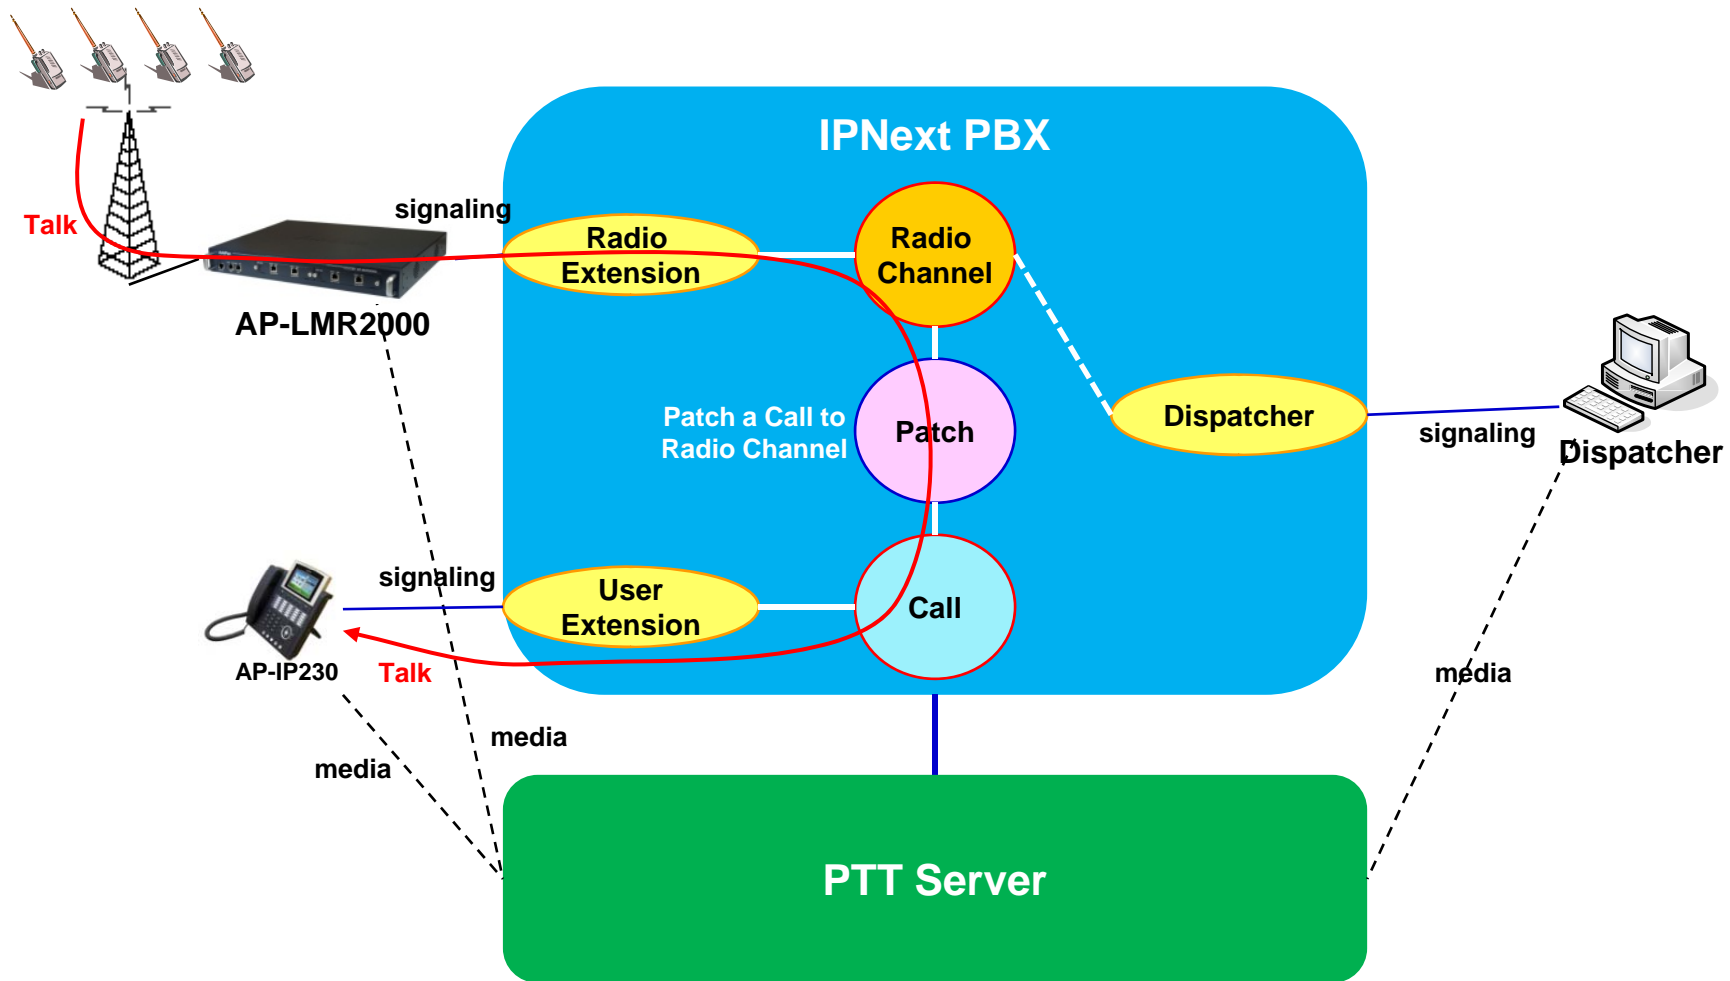 IPNext PBX
signaling
Talk
Radio
Extension
Radio
Channel
AP-LMR2000
Patch a Call to
Radio Channel
Patch
Dispatcher
signaling
Dispatcher
signaling
User
Extension
Call
AP-IP230
Talk
media
media
media
PTT Server